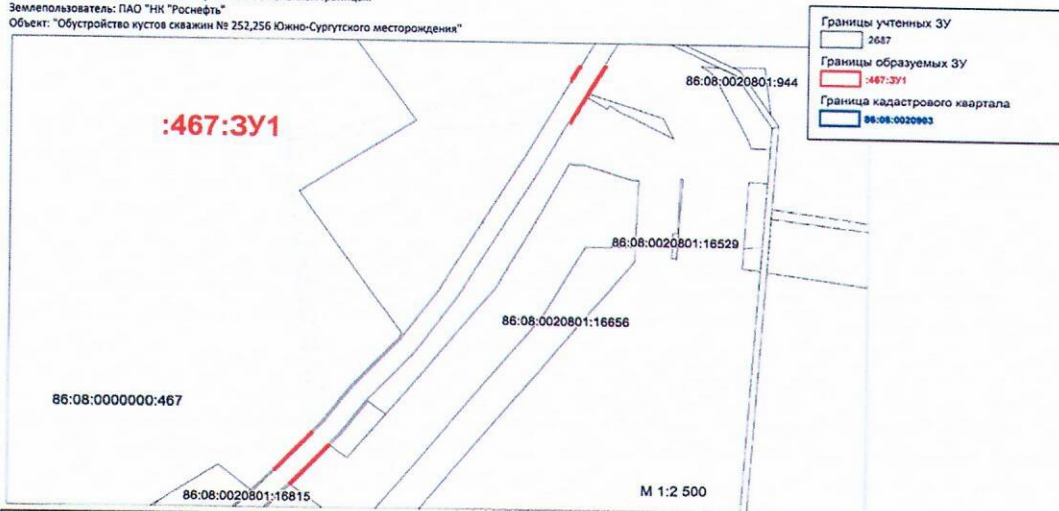 Землепользователь: ПАО "НК "Роснефть"
Объект: "Обустройство кустов скважин № 252,256 Южно-Сургутского месторождения"
Границы учтенных ЗУ
2687
Границы образуемых ЗУ
:467:ЗУ1
Граница кадастрового квартала
86:08:0020903
86:08:0020801:944
:467:ЗУ1
86:08:0020801:16529
86:08:0020801:16656
86:08:0000000:467
86:08:0020801:16815
М 1:2 500